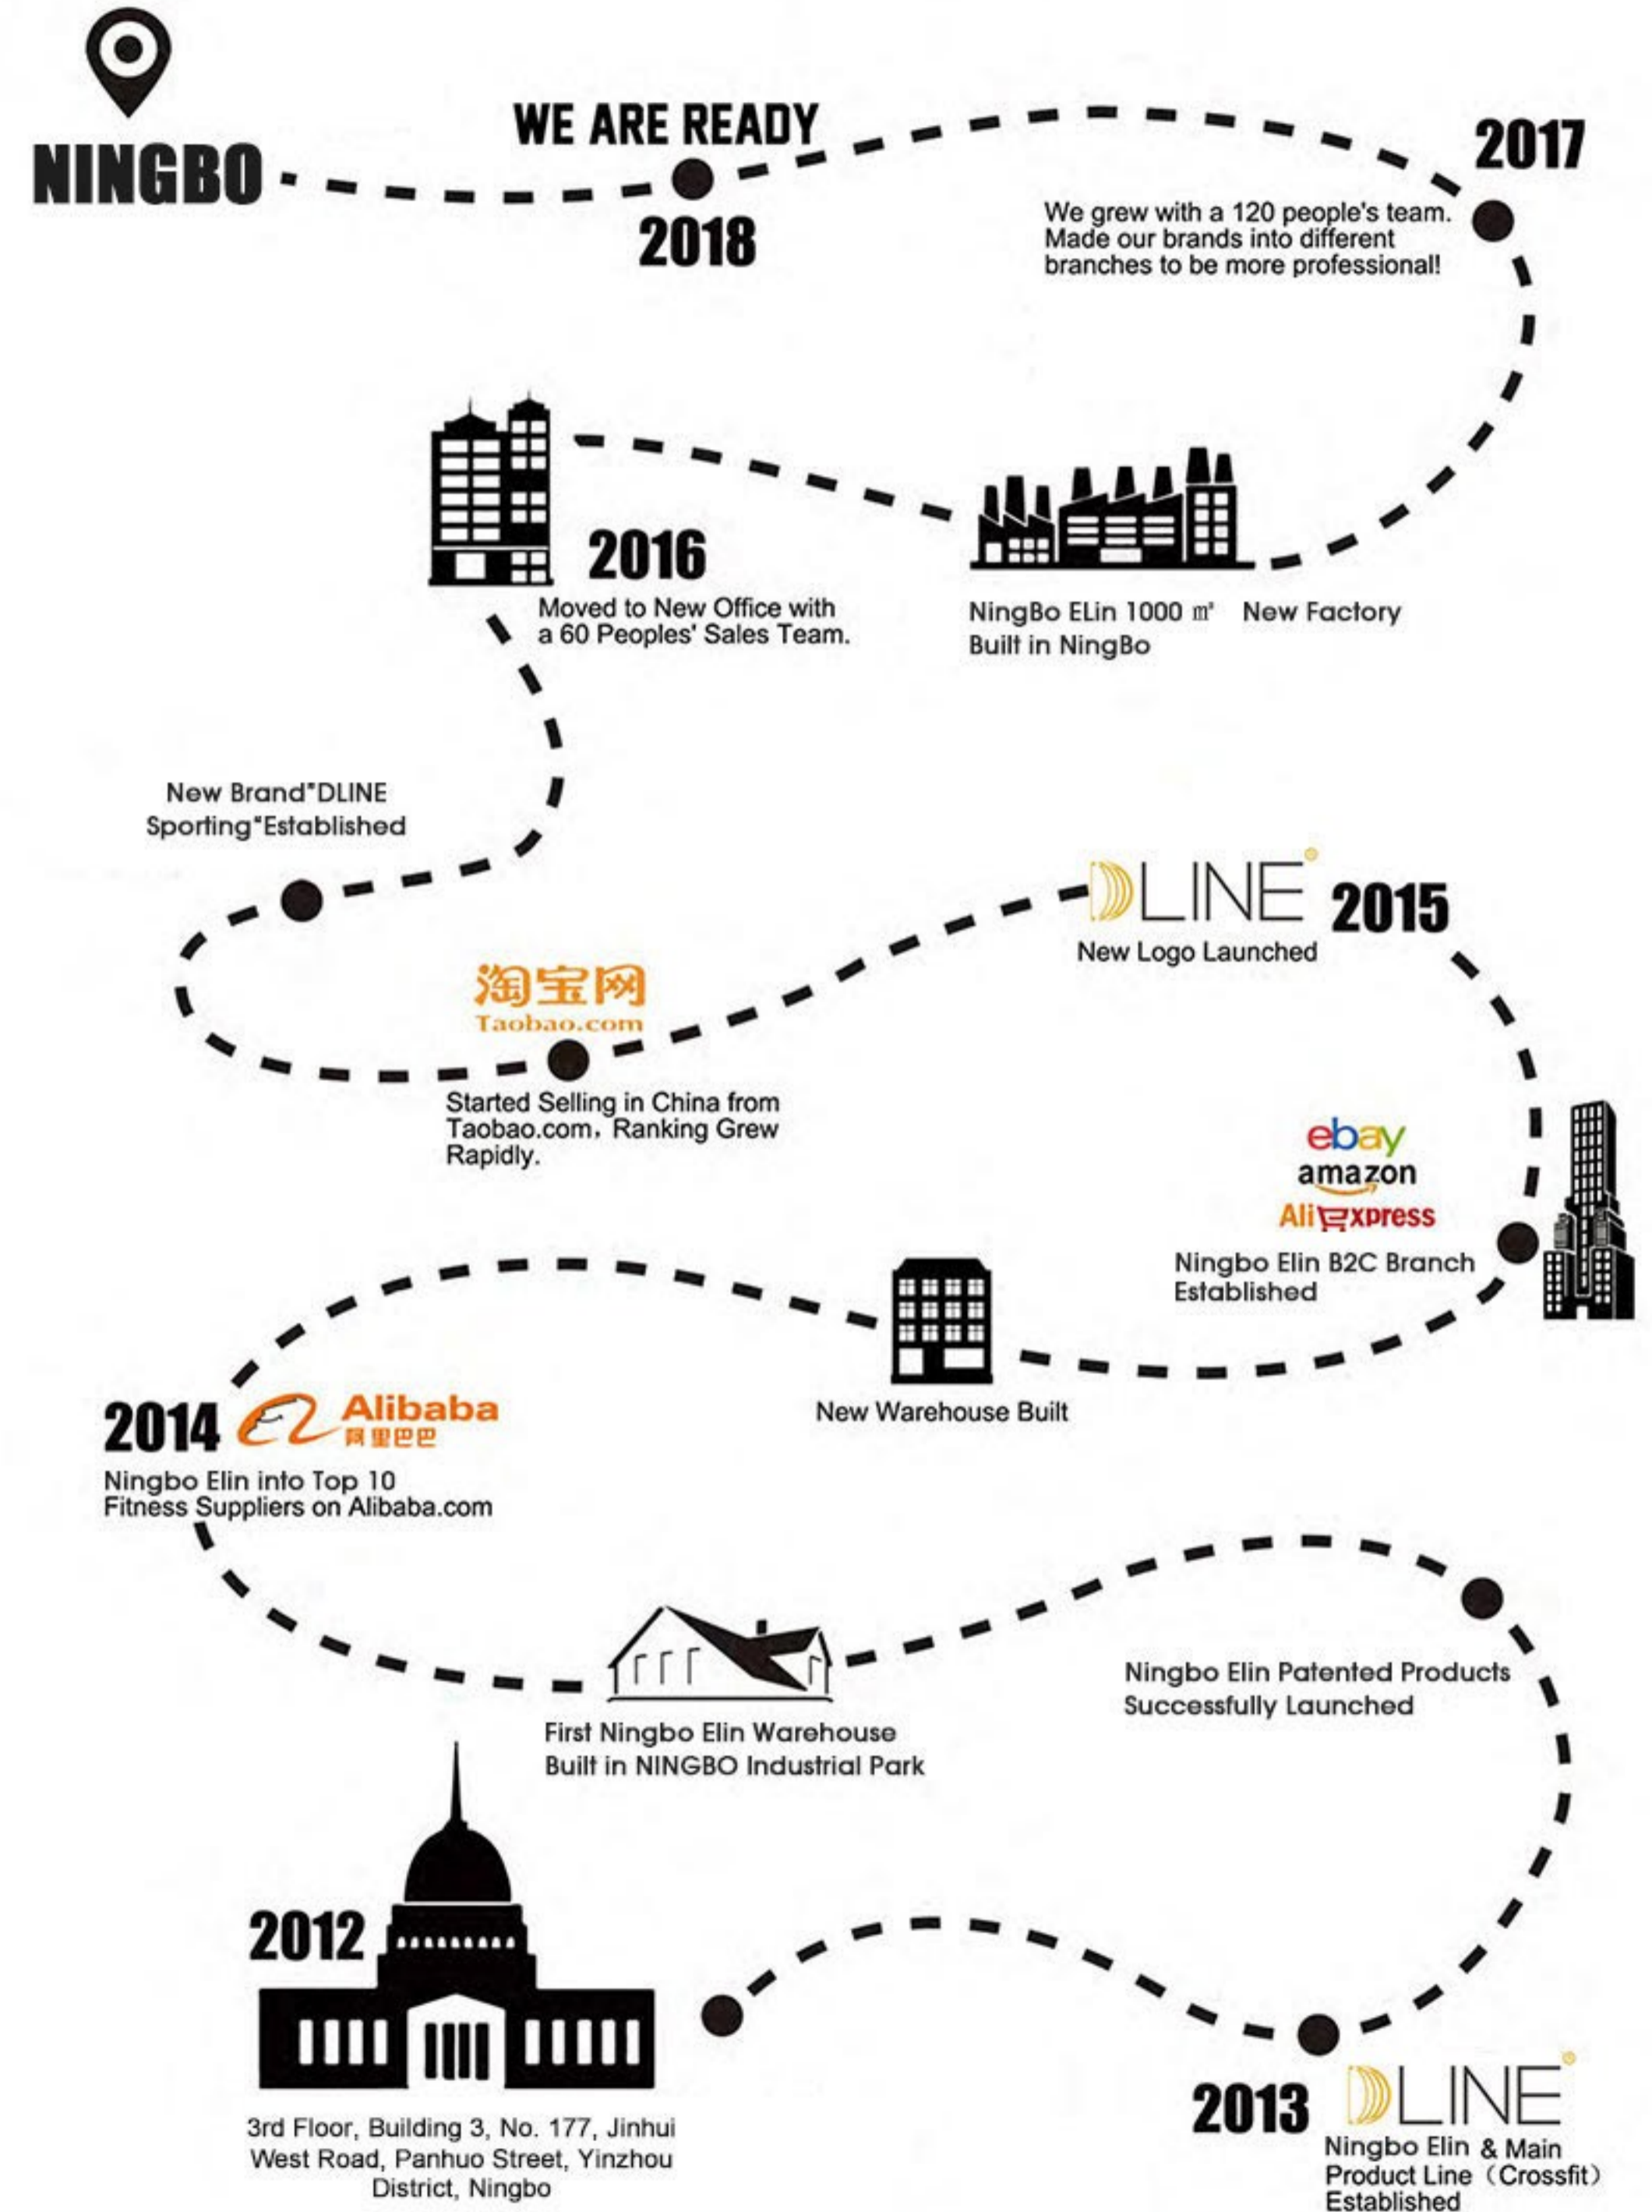 NINGBO
WE ARE READY
2018
2017
We grew with a 120 people's team.
Made our brands into different
branches to be more professional!
2016
Moved to New Office with
a 60 Peoples' Sales Team.
NingBo ELin 1000 ㎡ New Factory
Built in NingBo
New Brand"DLINE
Sporting"Established
DLINE
2015
New Logo Launched
淘宝网
Taobao.com
Started Selling in China from
Taobao.com, Ranking Grew
Rapidly.
ebay
amazon
AliExpress
Ningbo Elin B2C Branch
Established
New Warehouse Built
2014
Alibaba
阿里巴巴
Ningbo Elin into Top 10
Fitness Suppliers on Alibaba.com
Ningbo Elin Patented Products
Successfully Launched
First Ningbo Elin Warehouse
Built in NINGBO Industrial Park
2012
3rd Floor, Building 3, No. 177, Jinhui
West Road, Panhuo Street, Yinzhou
District, Ningbo
2013
DLINE
Ningbo Elin & Main
Product Line（Crossfit）
Established